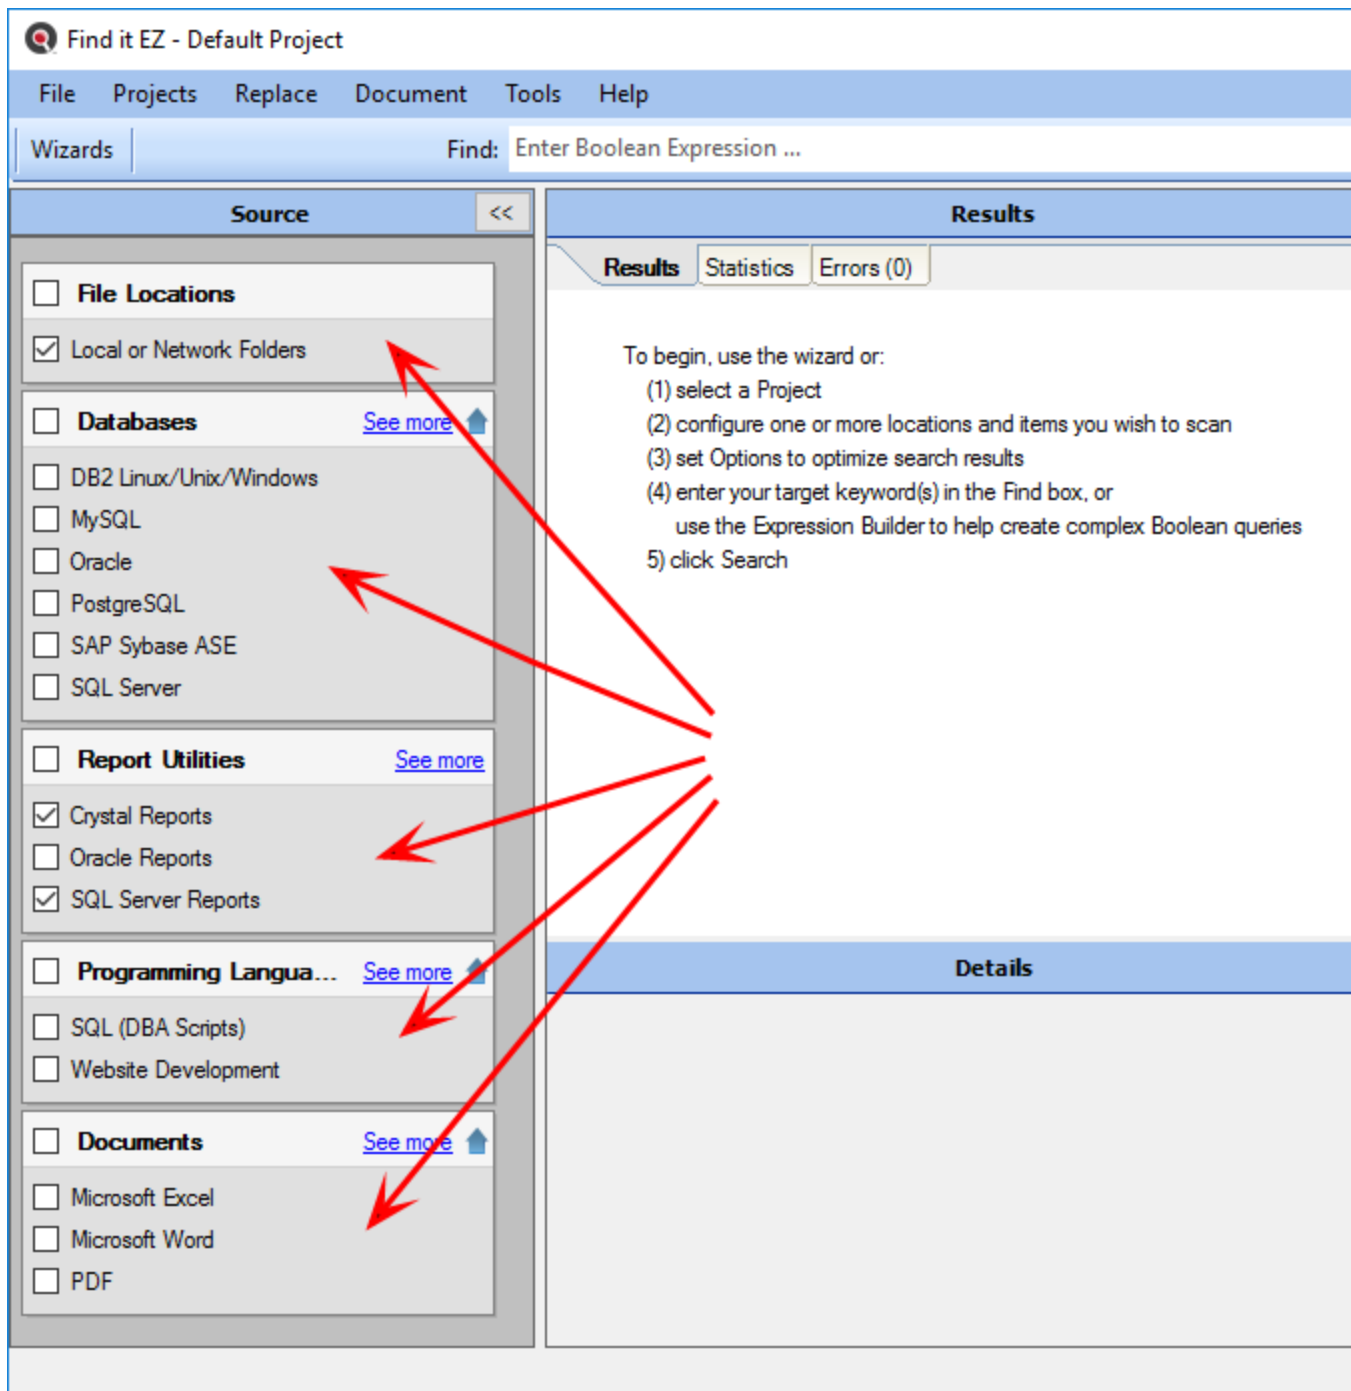 Find it EZ - Default Project
File Projects Replace Document Tools Help
Wizards Find: Enter Boolean Expression ...
Source <<
File Locations
Local or Network Folders
Databases See more
DB2 Linux/Unix/Windows
MySQL
Oracle
PostgreSQL
SAP Sybase ASE
SQL Server
Report Utilities See more
Crystal Reports
Oracle Reports
SQL Server Reports
Programming Langua... See more
SQL (DBA Scripts)
Website Development
Documents See more
Microsoft Excel
Microsoft Word
PDF
Results
Results Statistics Errors (0)
To begin, use the wizard or:
(1) select a Project
(2) configure one or more locations and items you wish to scan
(3) set Options to optimize search results
(4) enter your target keyword(s) in the Find box, or
use the Expression Builder to help create complex Boolean queries
5) click Search
Details